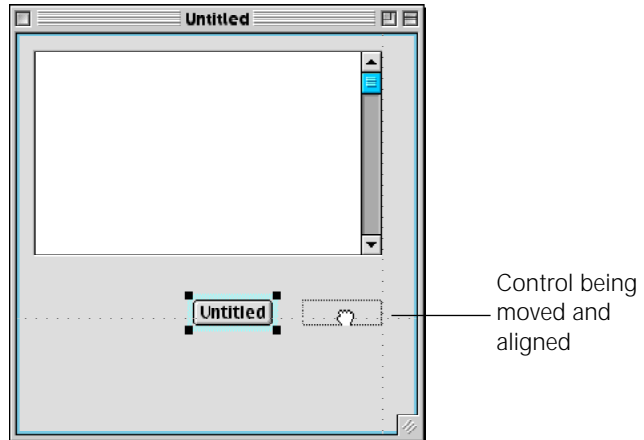 Untitled
Untitled
Control being
moved and
aligned